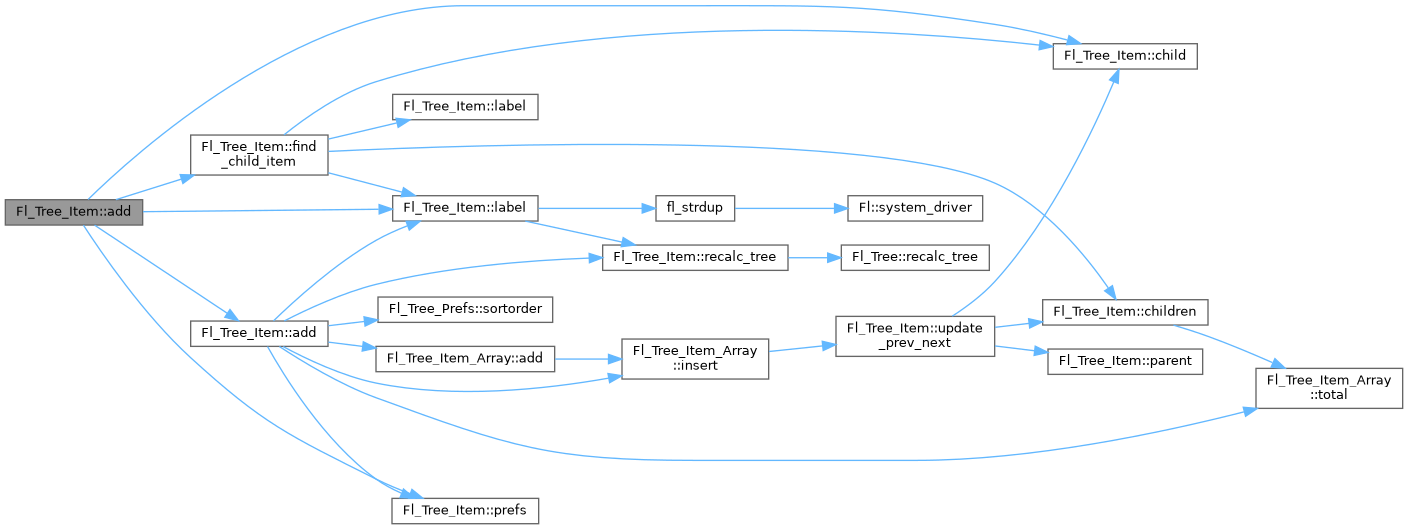 Fl_Tree_Item::add
Fl_Tree_Item::find
_child_item
Fl_Tree_Item::add
Fl_Tree_Item::label
Fl_Tree_Item::label
Fl_Tree_Prefs::sortorder
Fl_Tree_Item_Array::add
Fl_Tree_Item::prefs
fl_strdup
Fl_Tree_Item::recalc_tree
Fl_Tree_Item_Array
::insert
Fl::system_driver
Fl_Tree::recalc_tree
Fl_Tree_Item::update
_prev_next
Fl_Tree_Item::child
Fl_Tree_Item::children
Fl_Tree_Item::parent
Fl_Tree_Item_Array
::total